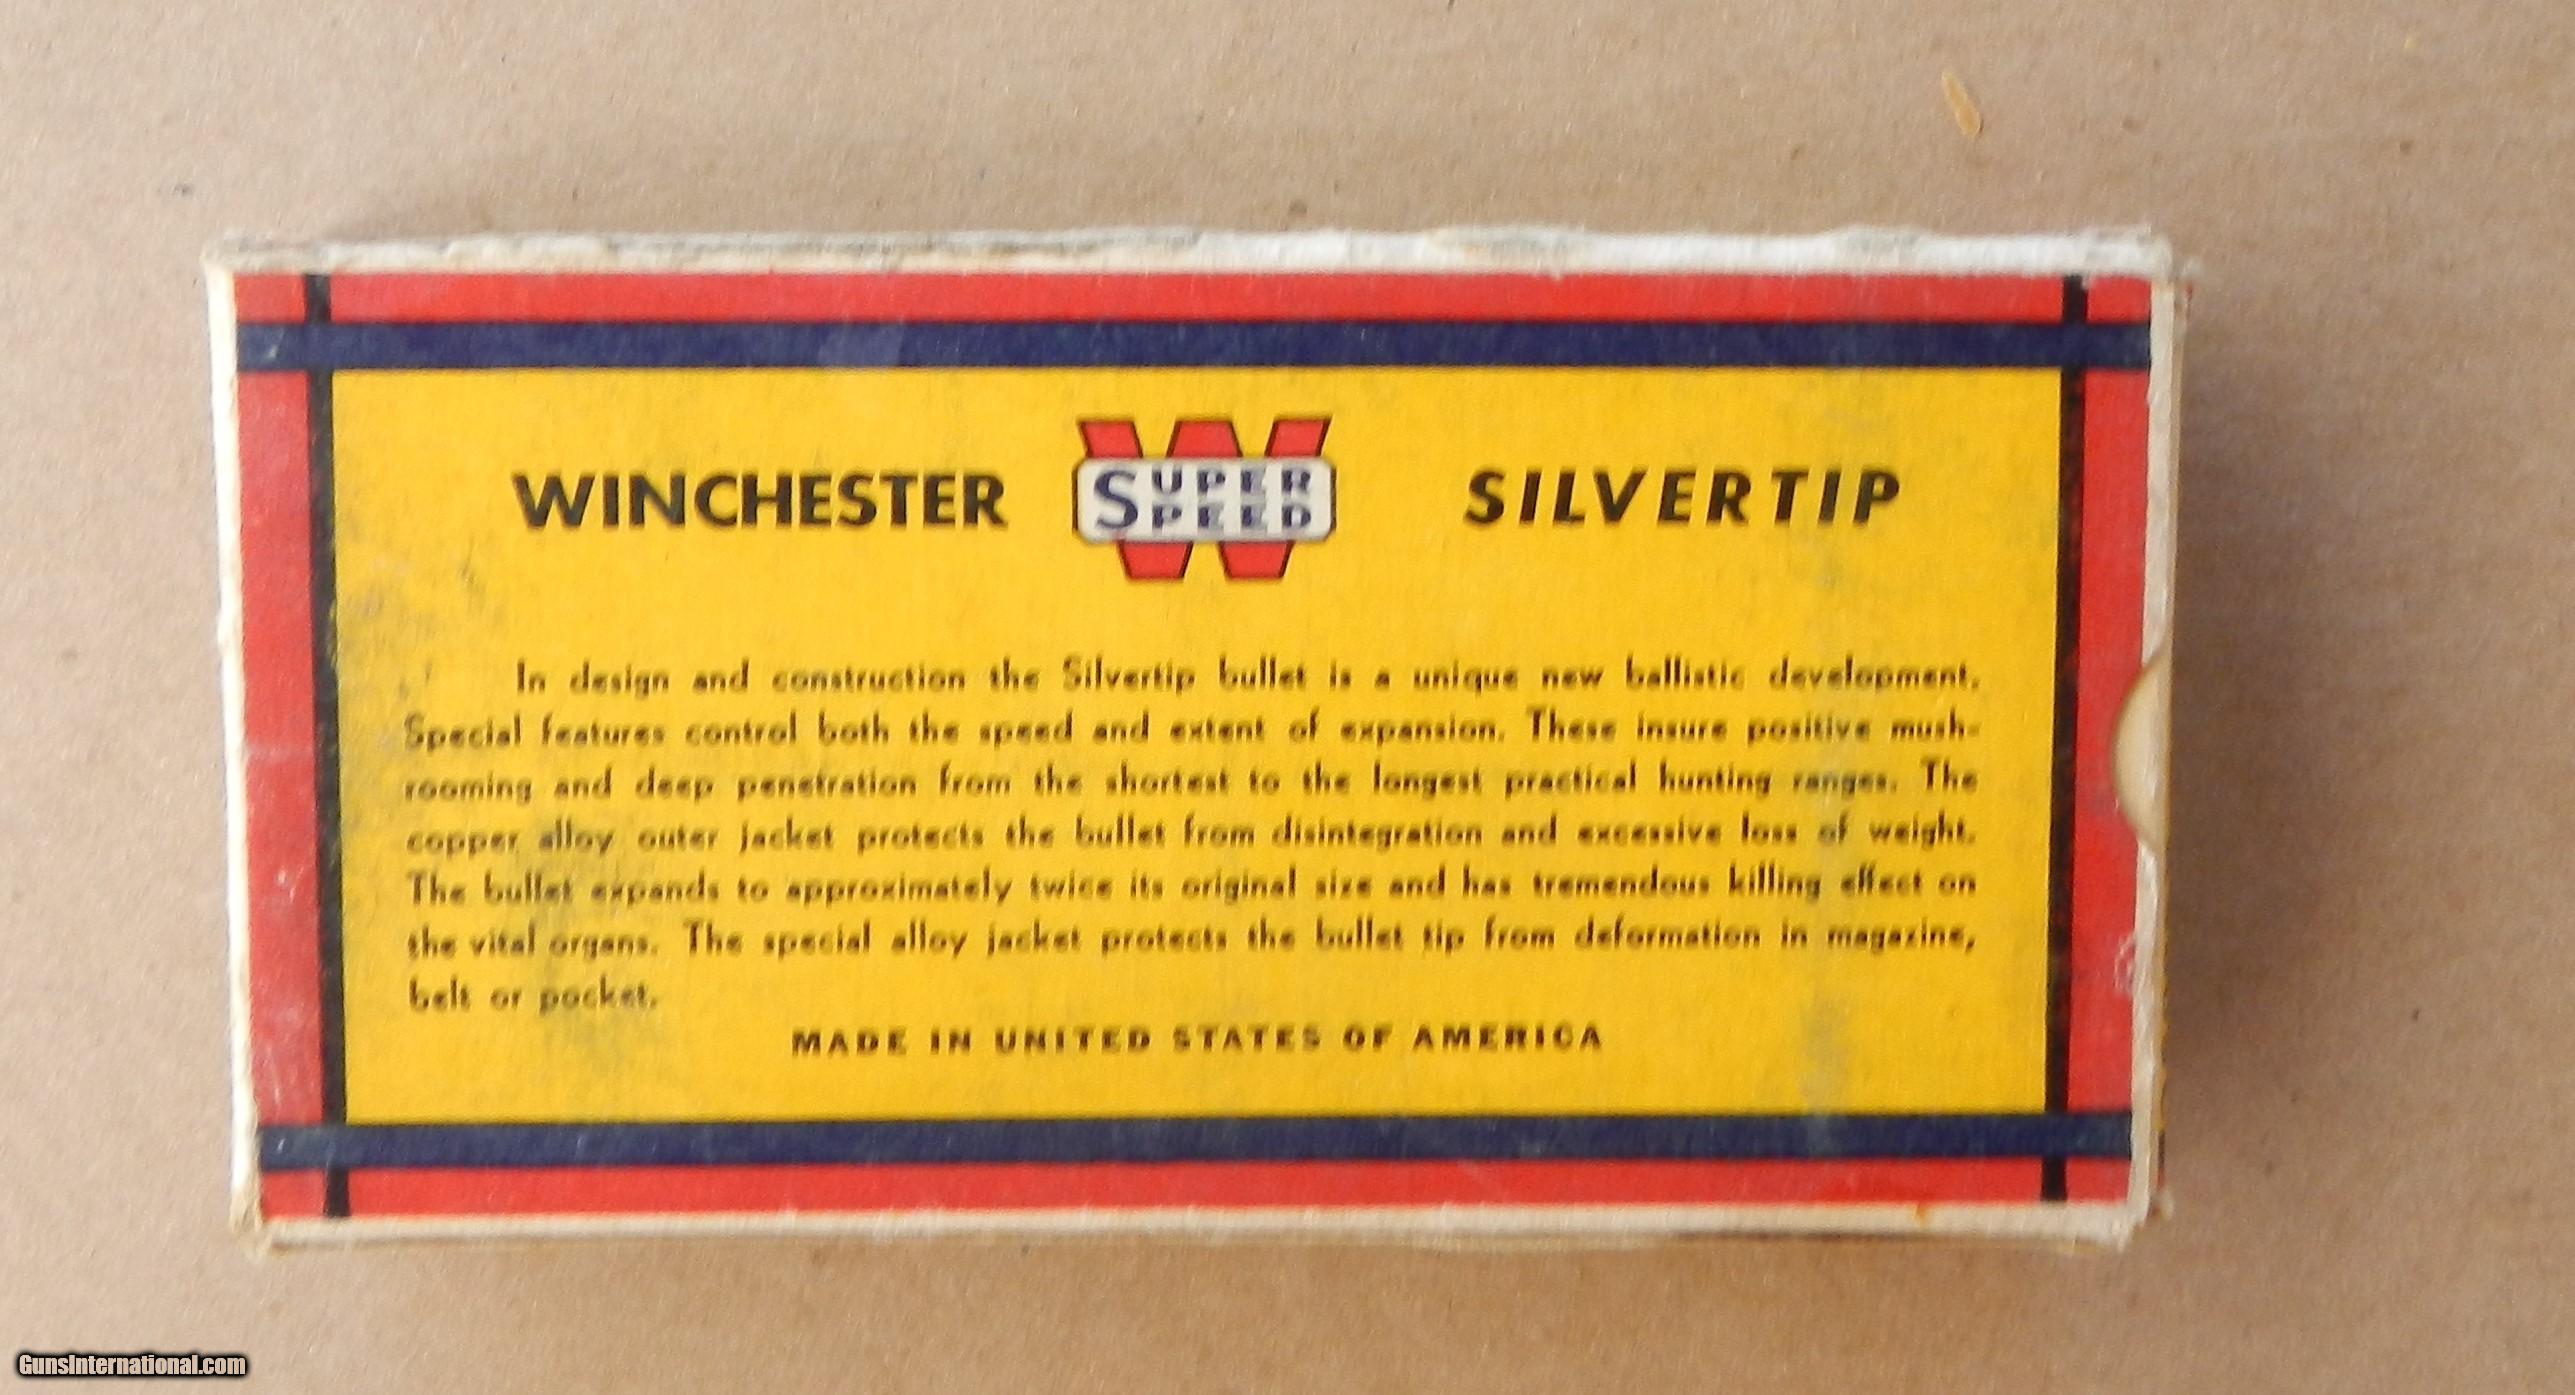 WINCHESTER W SUPER SPEED SILVERTIP
In design and construction the Silvertip bullet is a unique new ballistic development.
Special features control both the speed and extent of expansion. These insure positive mush-
rooming and deep penetration from the shortest to the longest practical hunting ranges. The
copper alloy outer jacket protects the bullet from disintegration and excessive loss of weight.
The bullet expands to approximately twice its original size and has tremendous killing effect on
the vital organs. The special alloy jacket protects the bullet tip from deformation in magazine,
belt or pocket.
MADE IN UNITED STATES OF AMERICA
GunsInternational.com